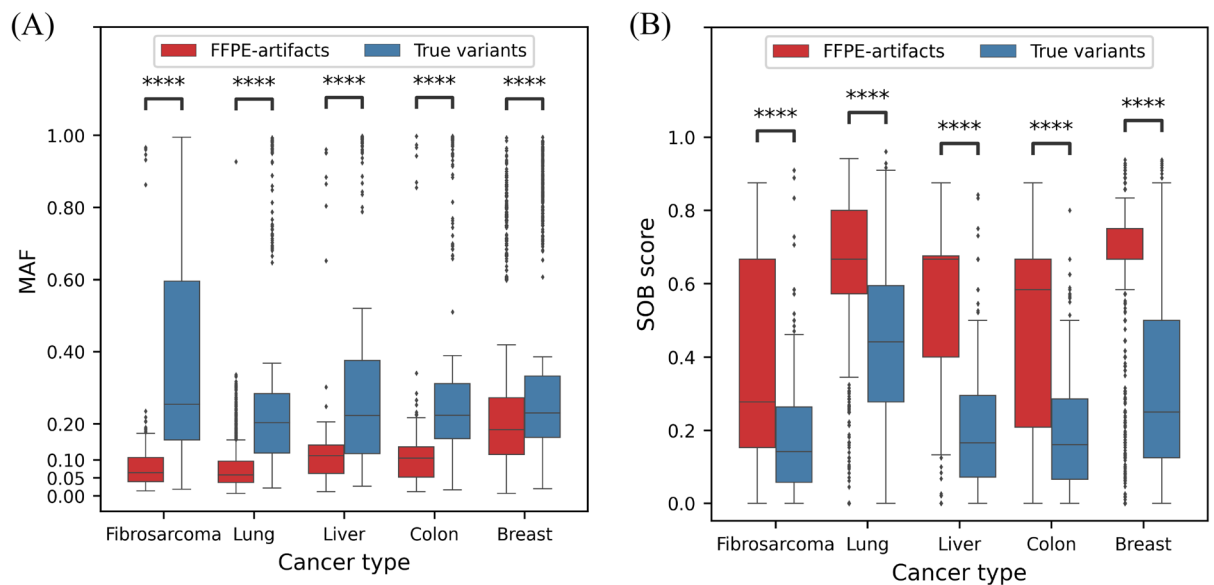 (A)
FFPE-artifacts True variants
**** **** **** **** ****
1.00
0.80
0.60
0.40
0.20
0.10
0.05
0.00
MAF
Fibrosarcoma Lung Liver Colon Breast
Cancer type
(B)
FFPE-artifacts True variants
**** **** **** **** ****
1.0
0.8
0.6
0.4
0.2
0.0
SOB score
Fibrosarcoma Lung Liver Colon Breast
Cancer type